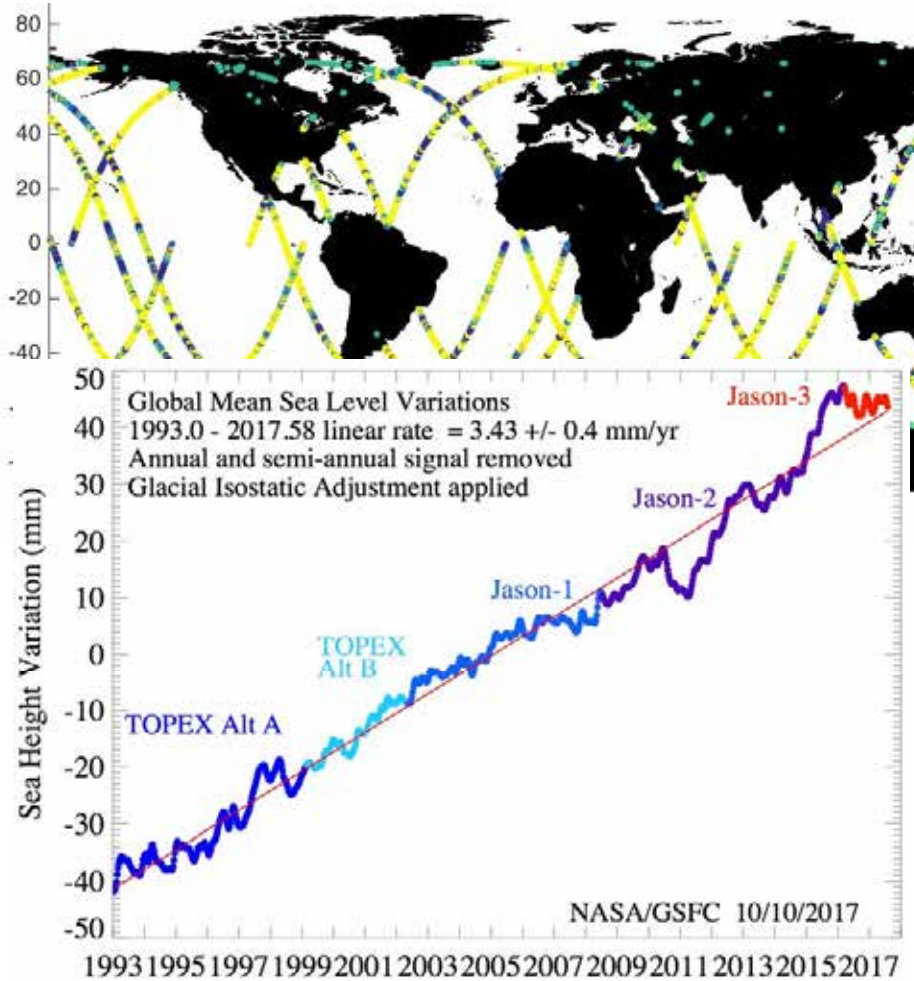 80
60
40
20
0
-20
-40
50
40
30
20
10
0
-10
-20
-30
-40
-50
Sea Height Variation (mm)
Global Mean Sea Level Variations
1993.0 - 2017.58 linear rate = 3.43 +/- 0.4 mm/yr
Annual and semi-annual signal removed
Glacial Isostatic Adjustment applied
Jason-3
Jason-2
Jason-1
TOPEX
Alt B
TOPEX Alt A
NASA/GSFC 10/10/2017
1993 1995 1997 1999 2001 2003 2005 2007 2009 2011 2013 2015 2017